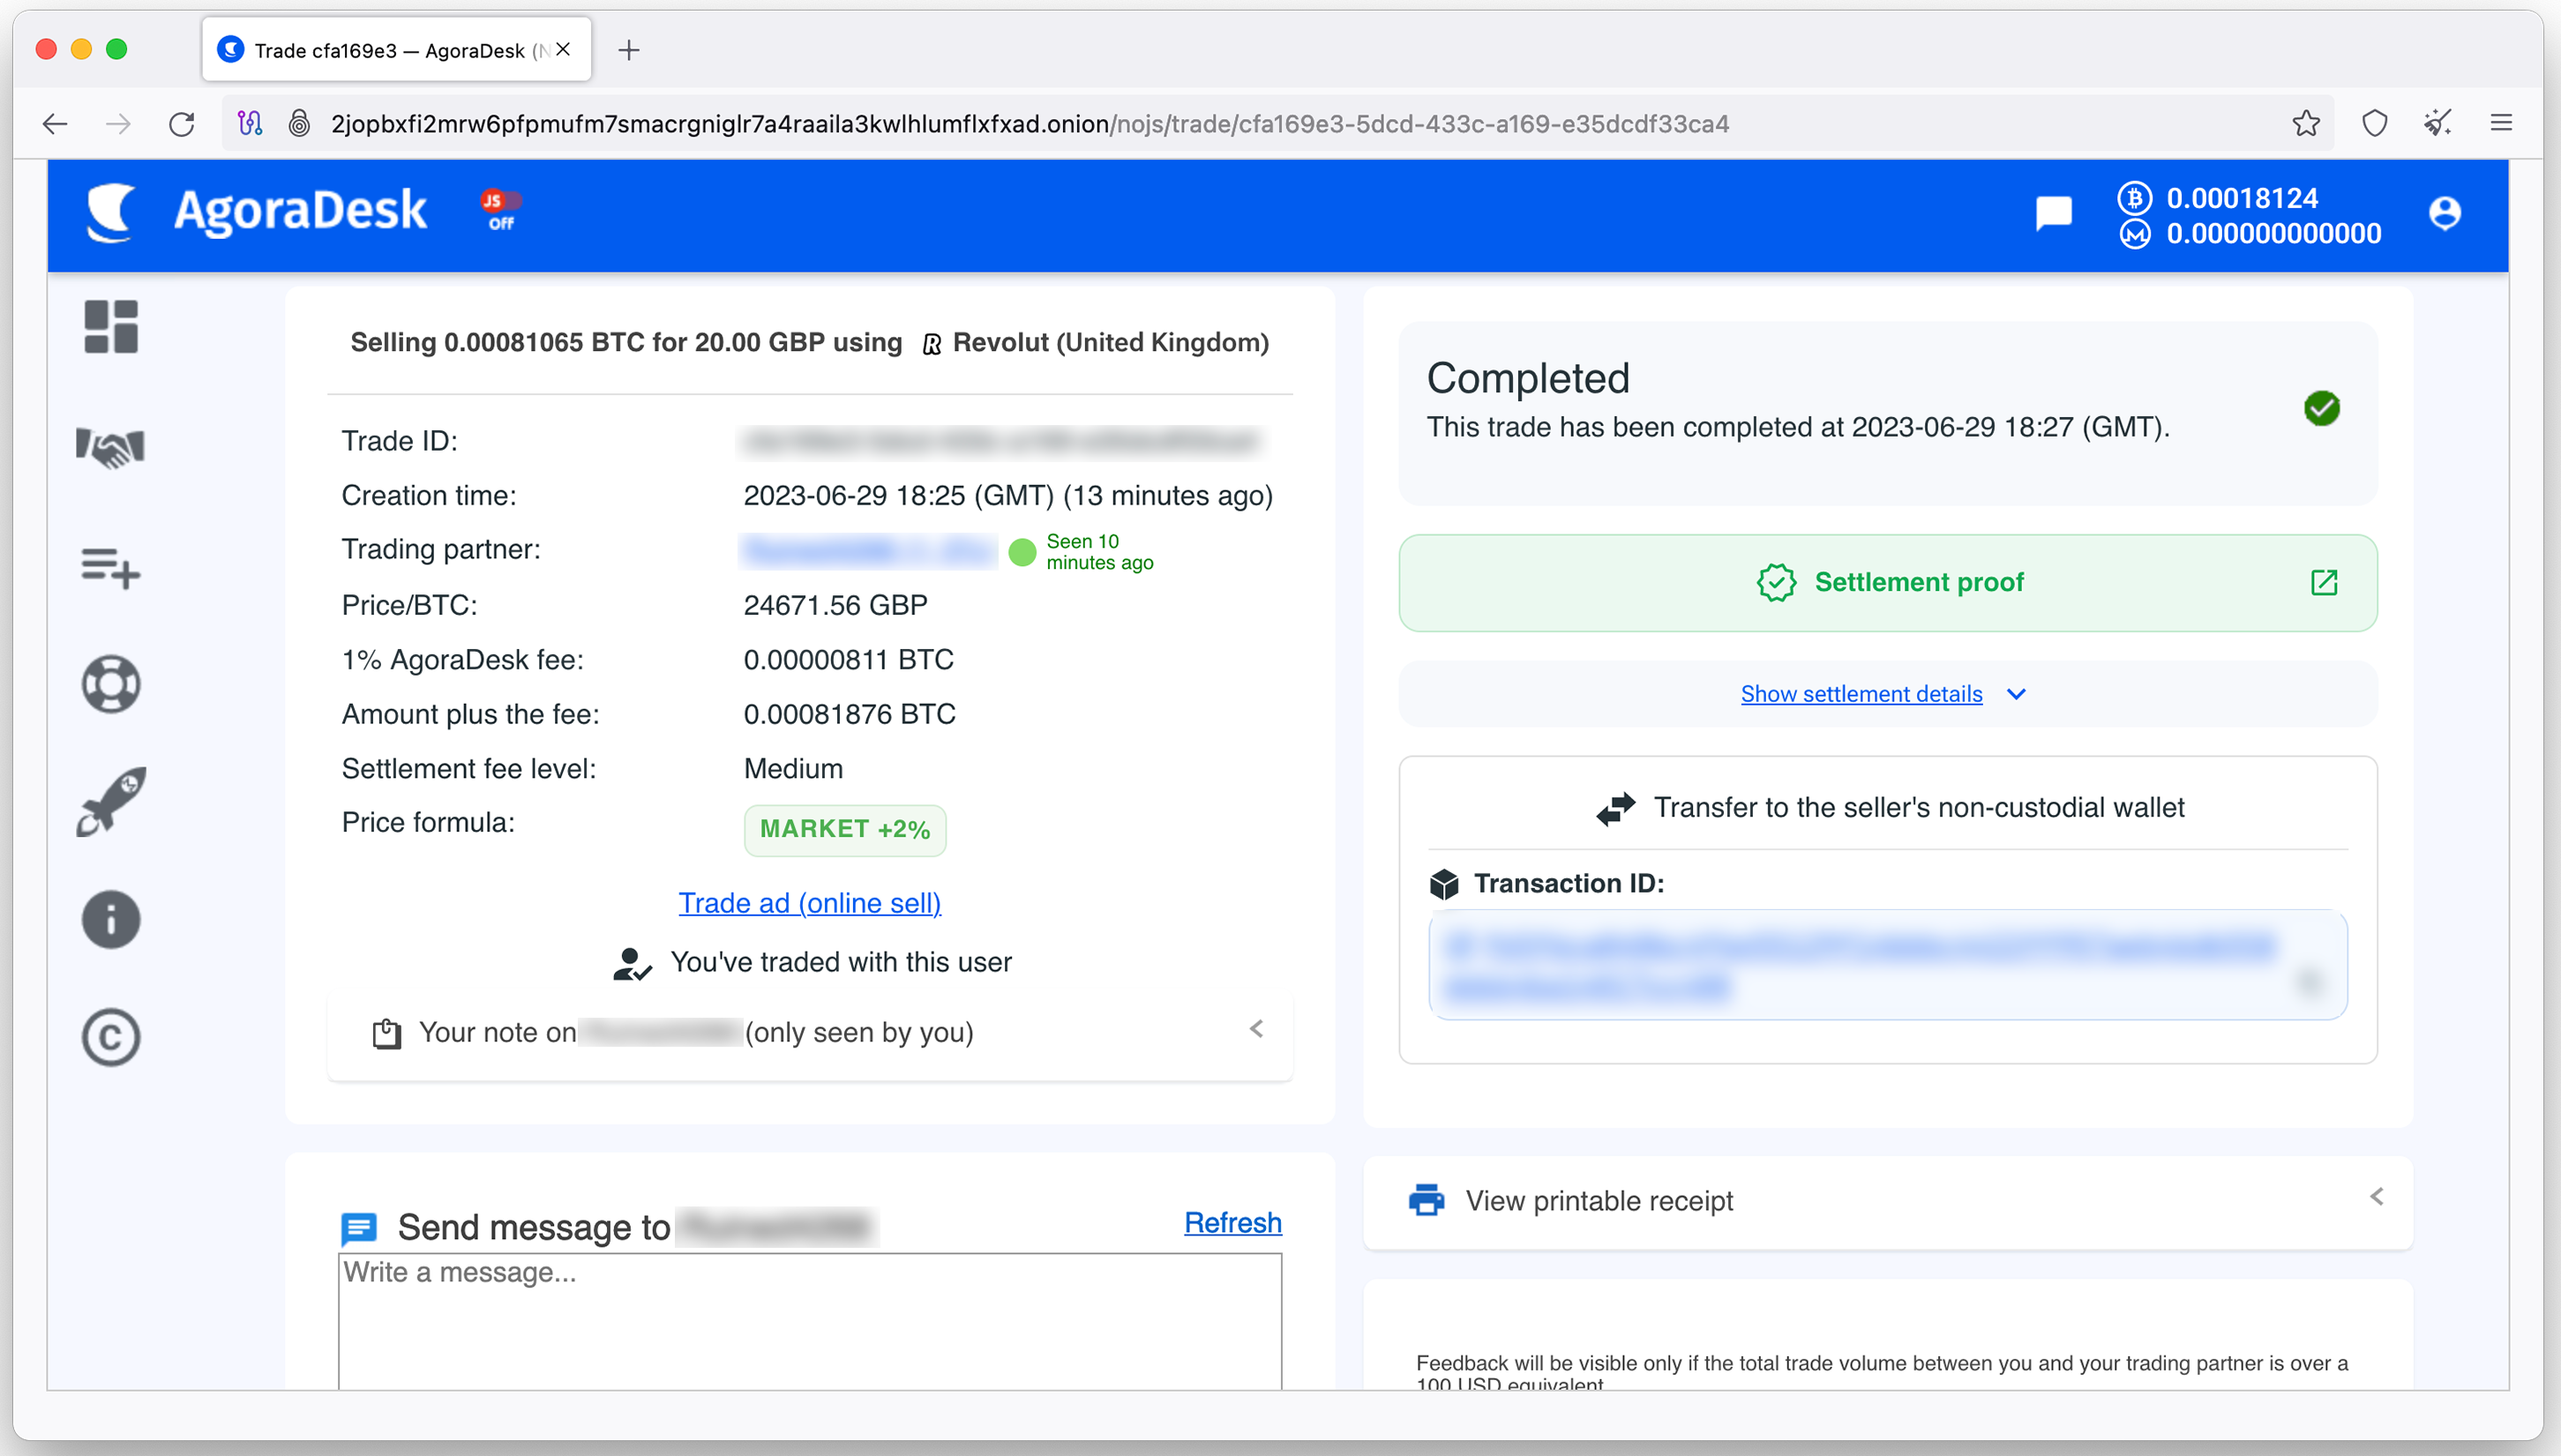 Trade cfa169e3 — AgoraDesk (N
2jopbxfi2mrw6pfpmufm7smacrgniglr7a4raaila3kwlhlumflxfxad.onion/nojs/trade/cfa169e3-5dcd-433c-a169-e35dcdf33ca4
AgoraDesk
JS
Off
0.00018124
0.000000000000
Selling 0.00081065 BTC for 20.00 GBP using R Revolut (United Kingdom)
Trade ID:
Creation time: 2023-06-29 18:25 (GMT) (13 minutes ago)
Trading partner: Seen 10
minutes ago
Price/BTC: 24671.56 GBP
1% AgoraDesk fee: 0.00000811 BTC
Amount plus the fee: 0.00081876 BTC
Settlement fee level: Medium
Price formula: MARKET +2%
Trade ad (online sell)
You've traded with this user
Your note on (only seen by you)
Send message to
Refresh
Write a message...
Completed
This trade has been completed at 2023-06-29 18:27 (GMT).
Settlement proof
Show settlement details
Transfer to the seller's non-custodial wallet
Transaction ID:
View printable receipt
Feedback will be visible only if the total trade volume between you and your trading partner is over a
100 USD equivalent